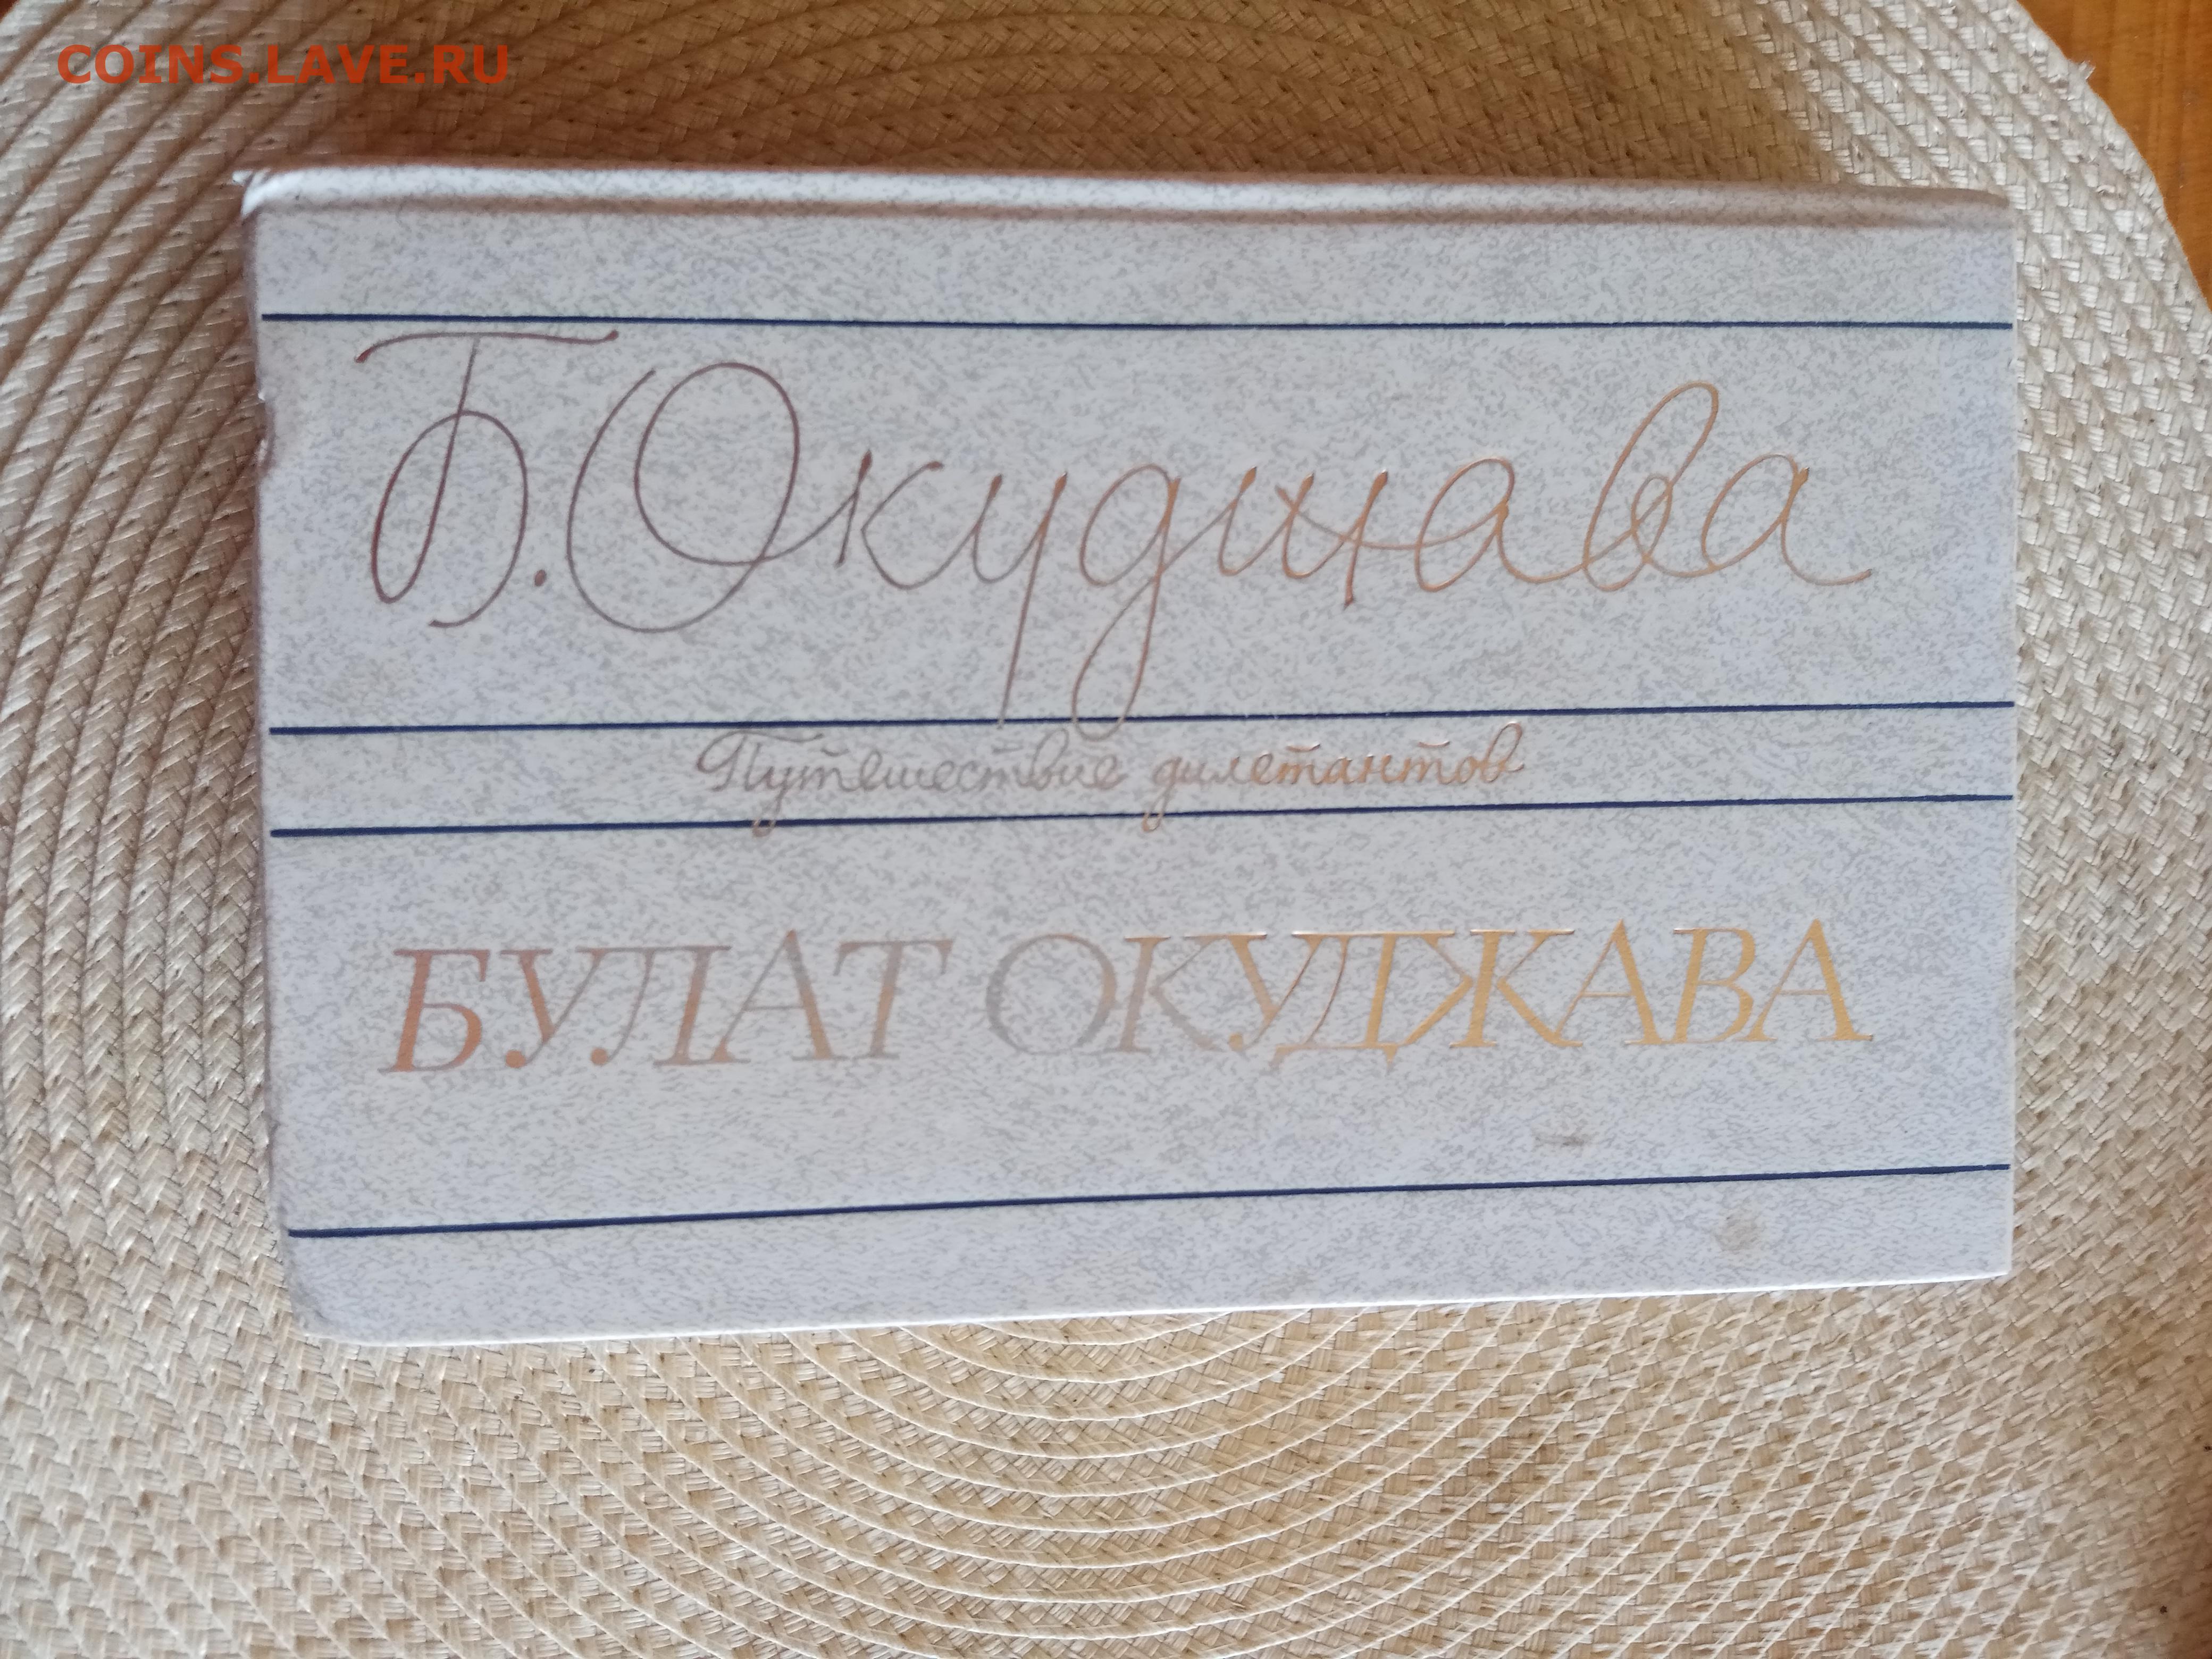 COINS.LAVE.RU
Б. Окуджава
Путешествие дилетантов
БУЛАТ ОКУДЖАВА